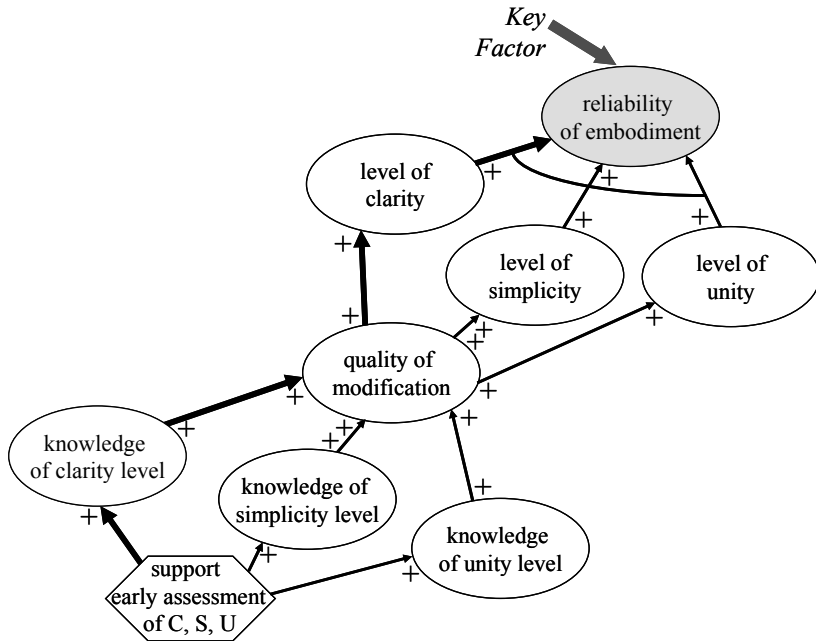 Key
Factor
reliability
of embodiment
+
+
level of
clarity
+
+
+
level of
simplicity
level of
unity
+
+
+
+
+
+
quality of
modification
+
+
+
+
+
+
knowledge
of clarity level
+
knowledge of
simplicity level
+
+
knowledge
of unity level
+
+
support
early assessment
of C, S, U